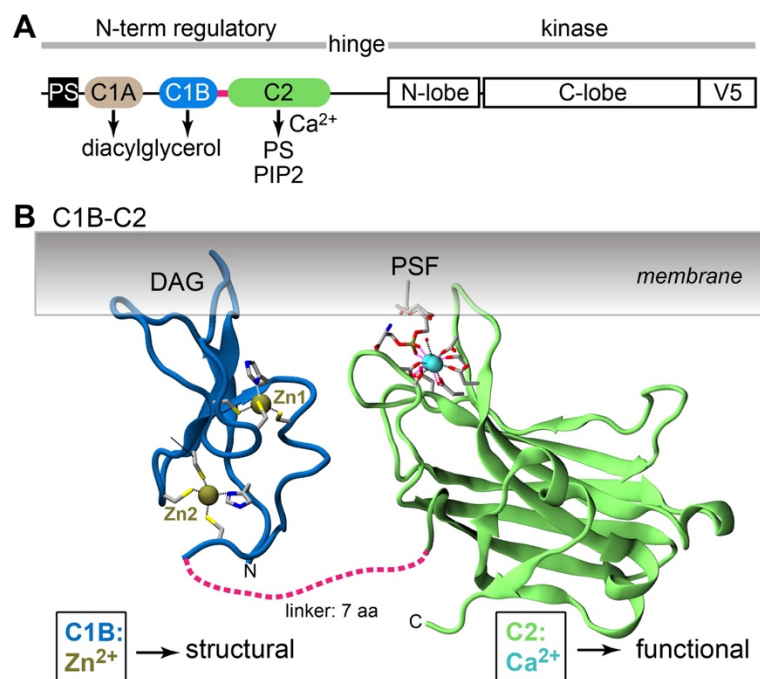 A
N-term regulatory
hinge
kinase
PS C1A C1B C2 N-lobe C-lobe V5
Ca2+
diacylglycerol
PS
PIP2
B C1B-C2
DAG
PSF
membrane
Zn1
Zn2
N
linker: 7 aa
C
C1B:
Zn2+
structural
C2:
Ca2+
functional